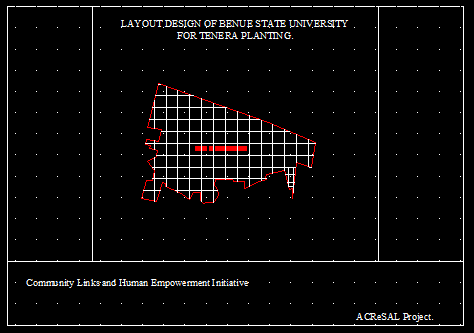 LAYOUT DESIGN OF BENUE STATE UNIVERSITY
FOR TENERA PLANTING.
Community Links and Human Empowerment Initiative
ACReSAL Project.